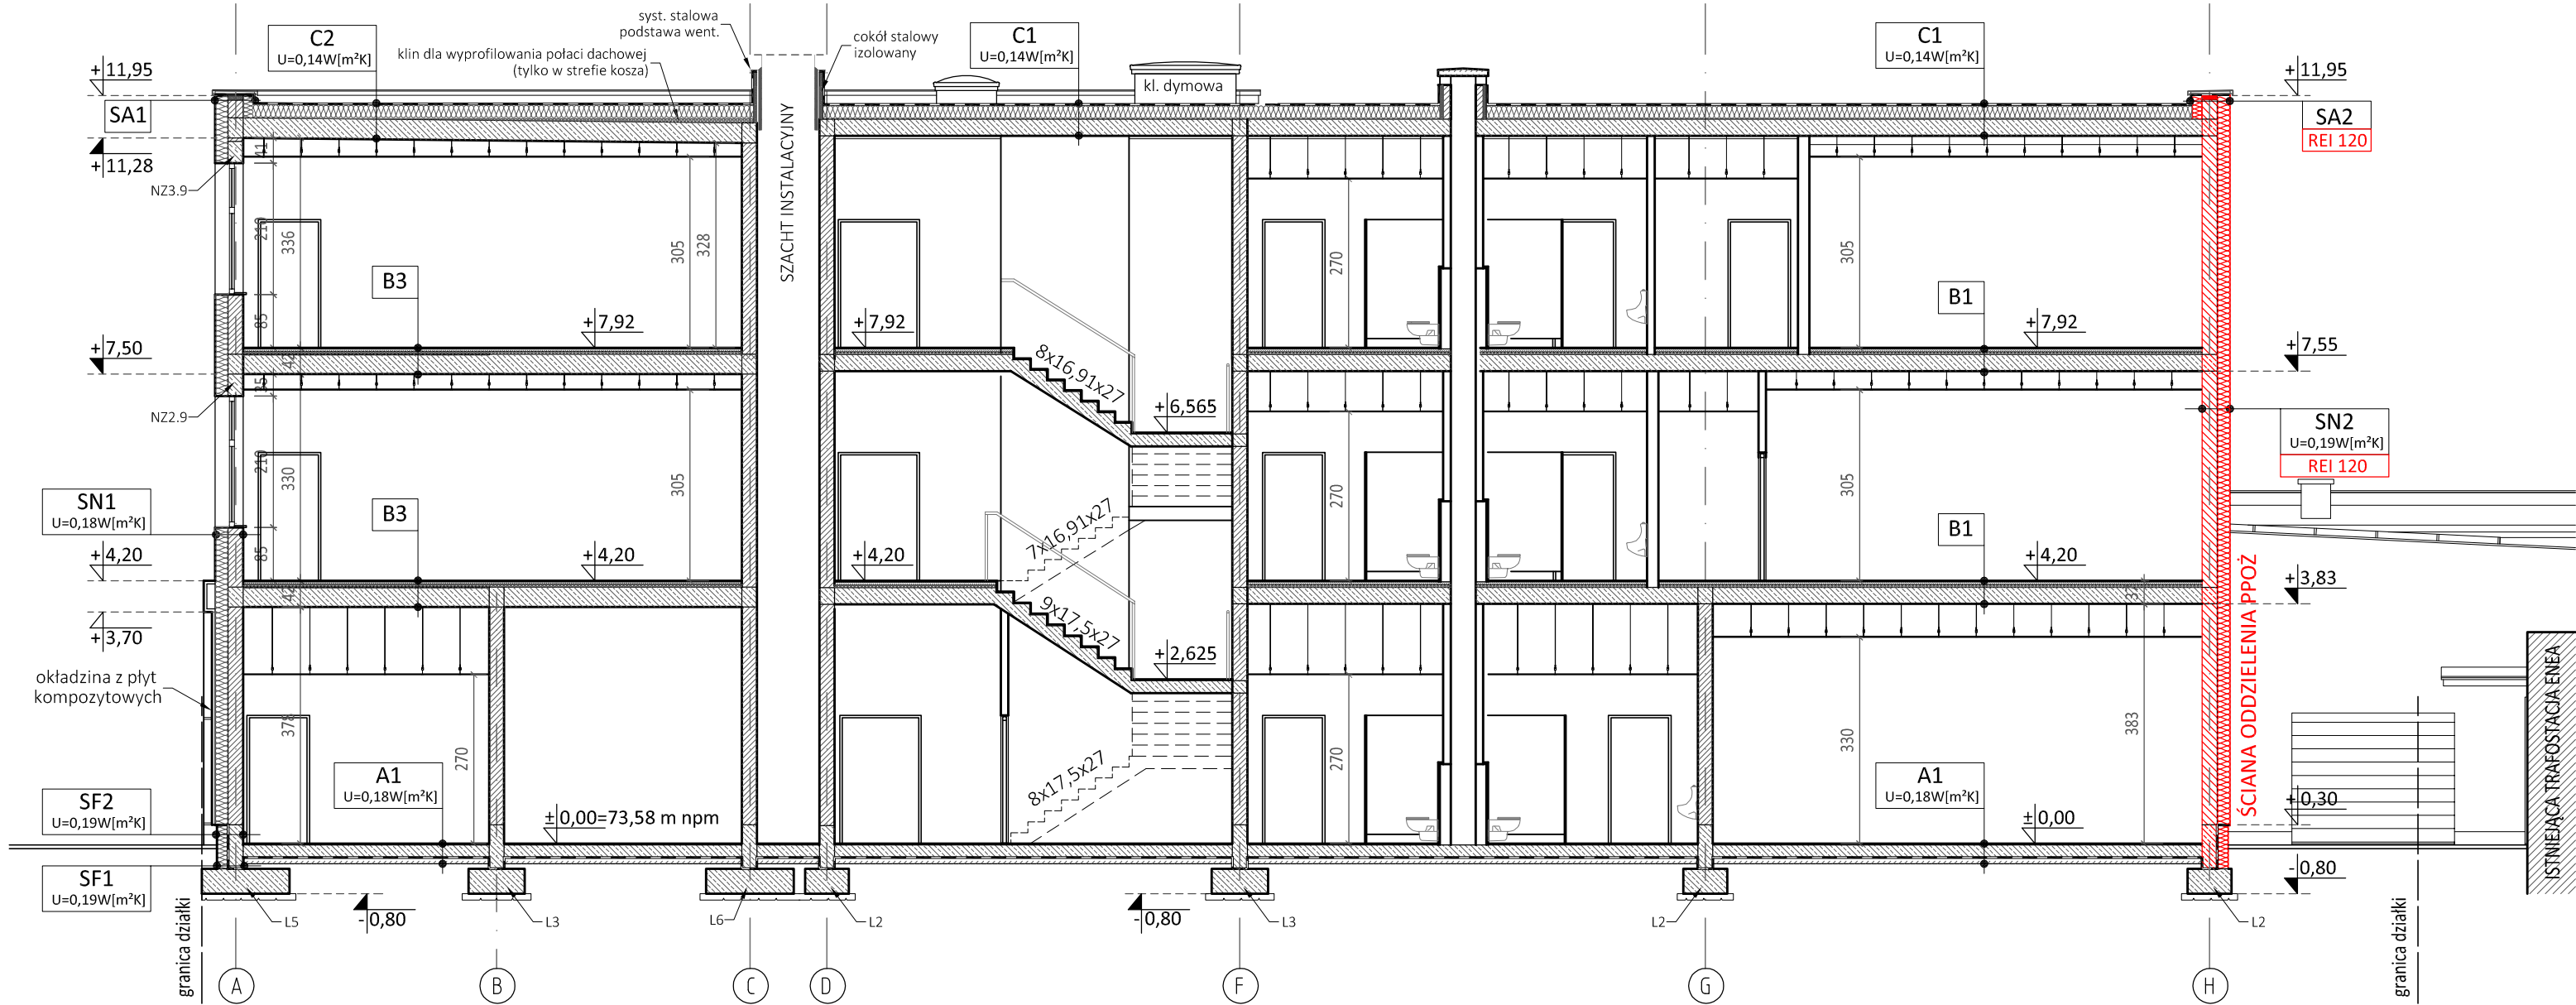 syst. stalowa
podstawa went.
cokół stalowy
izolowany
C2
U=0,14W[m²K]
klin dla wyprofilowania połaci dachowej
(tylko w strefie kosza)
C1
U=0,14W[m²K]
C1
U=0,14W[m²K]
kl. dymowa
+11,95
SA1
+11,28
NZ3.9
+11,95
SA2
REI 120
SZACHT INSTALACYJNY
41
210
336
85
305
328
270
305
B3
B1
+7,92
+7,92
+7,92
+7,50
+7,55
42
25
NZ2.9
8x16,91x27
+6,565
SN2
U=0,19W[m²K]
REI 120
210
330
85
305
270
305
SN1
U=0,18W[m²K]
B3
B1
7x16,91x27
+4,20
+4,20
+4,20
+4,20
+3,83
42
37
+3,70
9x17,5x27
+2,625
okładzina z płyt
kompozytowych
378
270
270
330
383
ŚCIANA ODDZIELENIA PPOŻ
ISTNIEJĄCA TRAFOSTACJA ENEA
8x17,5x27
A1
U=0,18W[m²K]
A1
U=0,18W[m²K]
SF2
U=0,19W[m²K]
±0,00=73,58 m npm
±0,00
+0,30
SF1
U=0,19W[m²K]
-0,80
-0,80
-0,80
L5
L3
L6
L2
L3
L2
L2
granica działki
granica działki
A
B
C
D
F
G
H